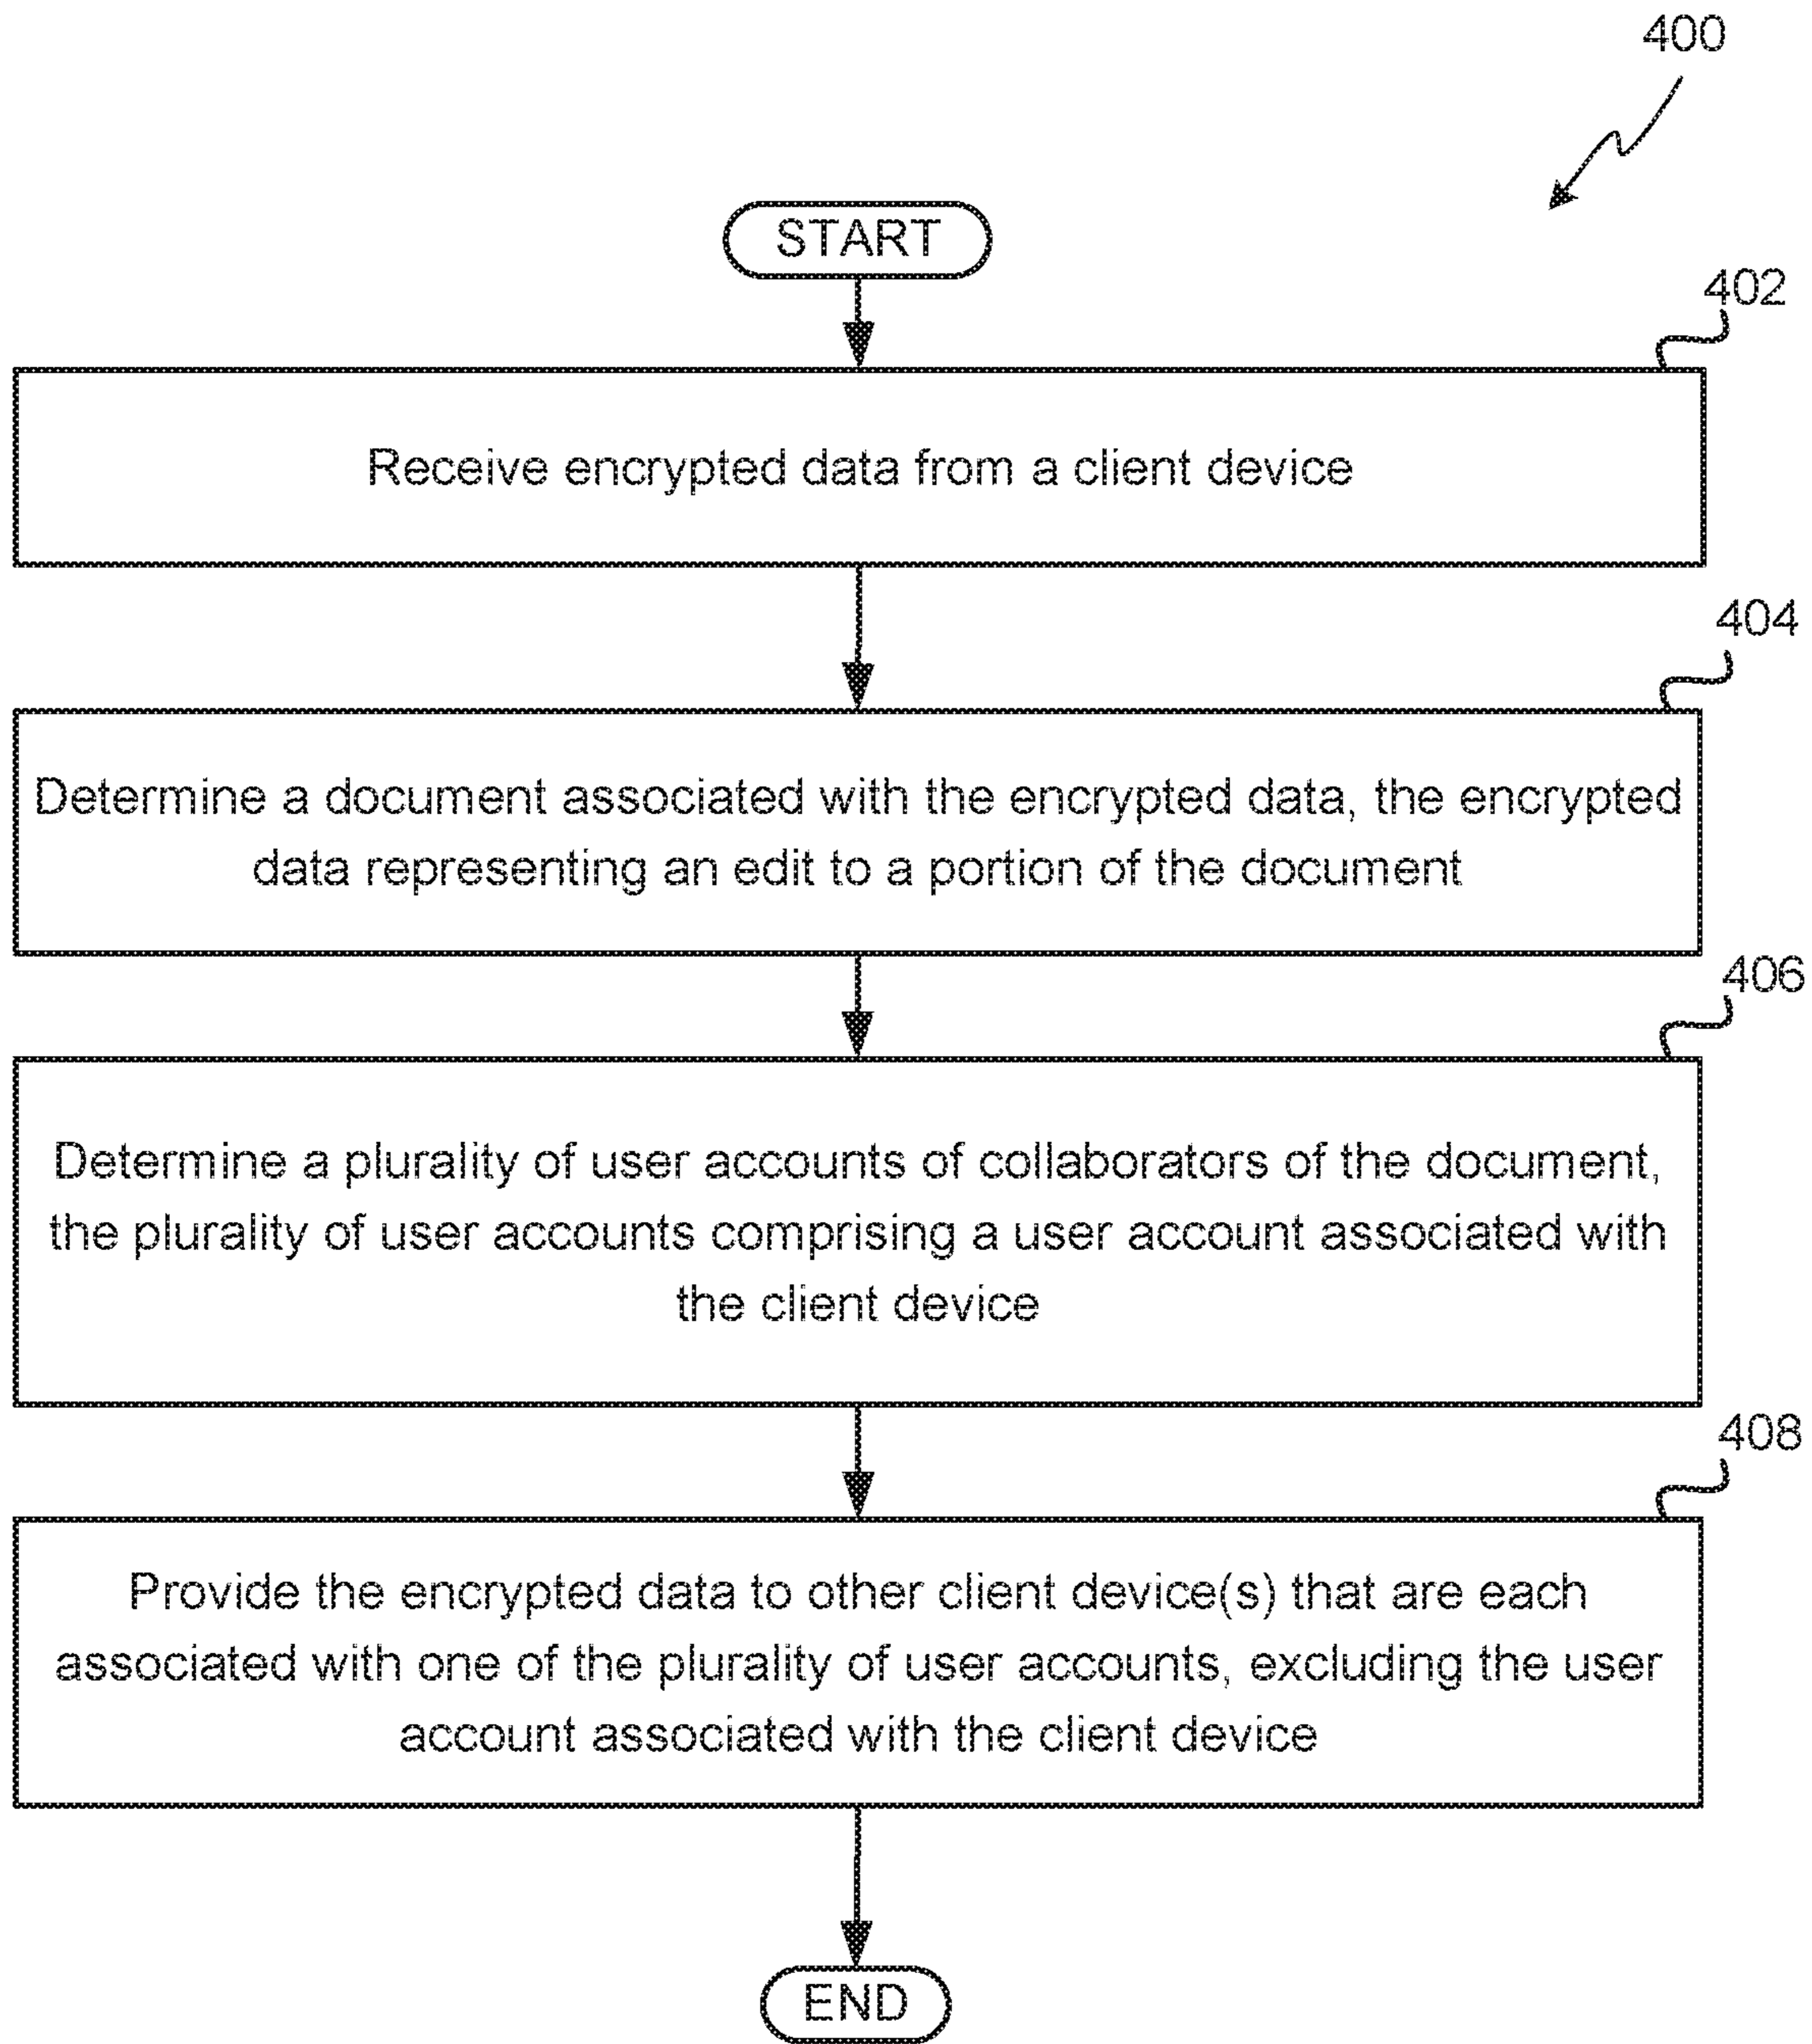 400
START
402
Receive encrypted data from a client device
404
Determine a document associated with the encrypted data, the encrypted
data representing an edit to a portion of the document
406
Determine a plurality of user accounts of collaborators of the document,
the plurality of user accounts comprising a user account associated with
the client device
408
Provide the encrypted data to other client device(s) that are each
associated with one of the plurality of user accounts, excluding the user
account associated with the client device
END